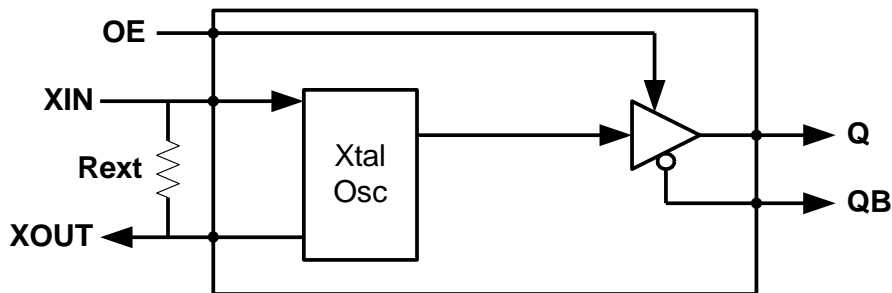 OE
XIN
Rext
XOUT
Xtal
Osc
Q
QB